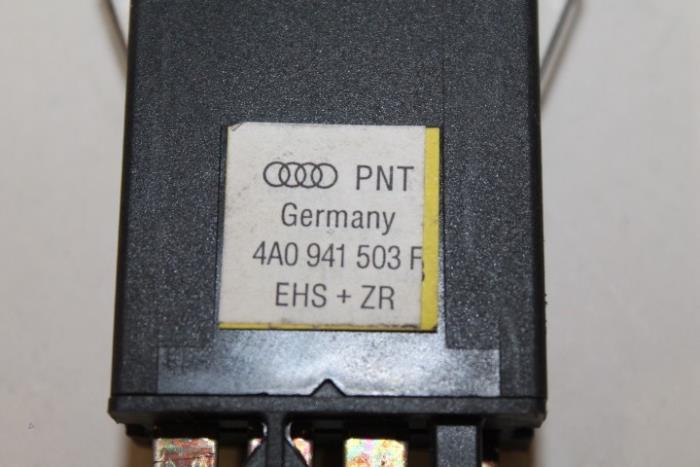 PNT
Germany
4A0 941 503
EHS + ZR